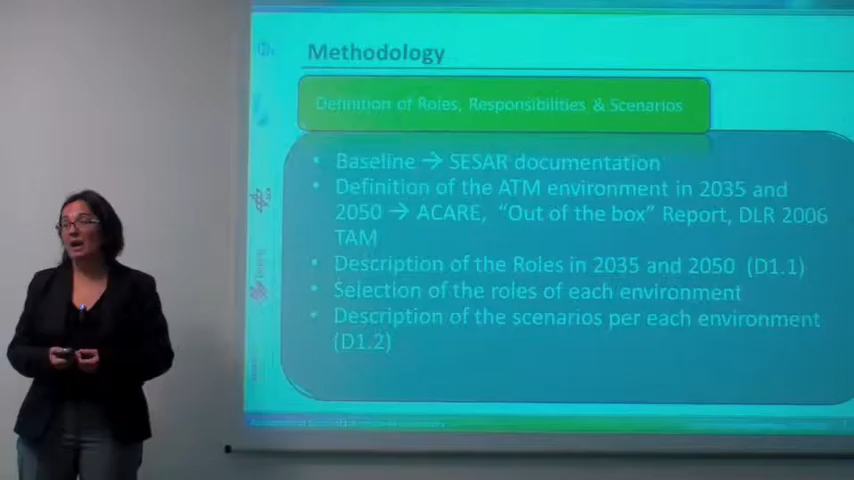 Methodology
Definition of Roles, Responsibilities & Scenarios
• Baseline → SESAR documentation
• Definition of the ATM environment in 2035 and
2050 → ACARE, “Out of the box” Report, DLR 2006
TAM
• Description of the Roles in 2035 and 2050 (D1.1)
• Selection of the roles of each environment
• Description of the scenarios per each environment
(D1.2)